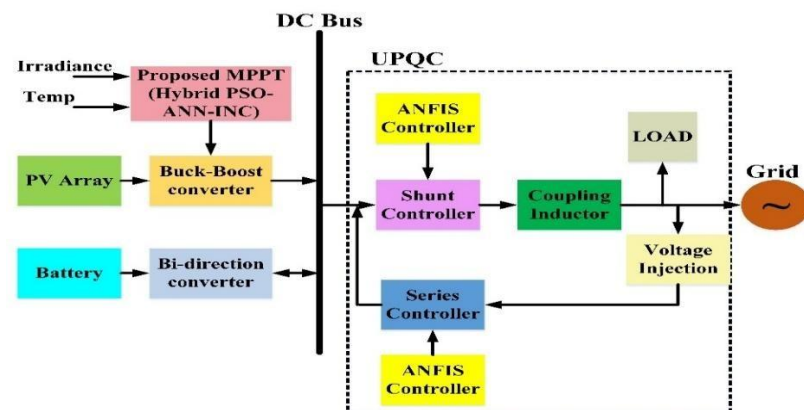 DC Bus
UPQC
Irradiance
Temp
Proposed MPPT
(Hybrid PSO-
ANN-INC)
ANFIS
Controller
LOAD
Grid
PV Array
Buck-Boost
converter
Shunt
Controller
Coupling
Inductor
~
Voltage
Injection
Battery
Bi-direction
converter
Series
Controller
ANFIS
Controller